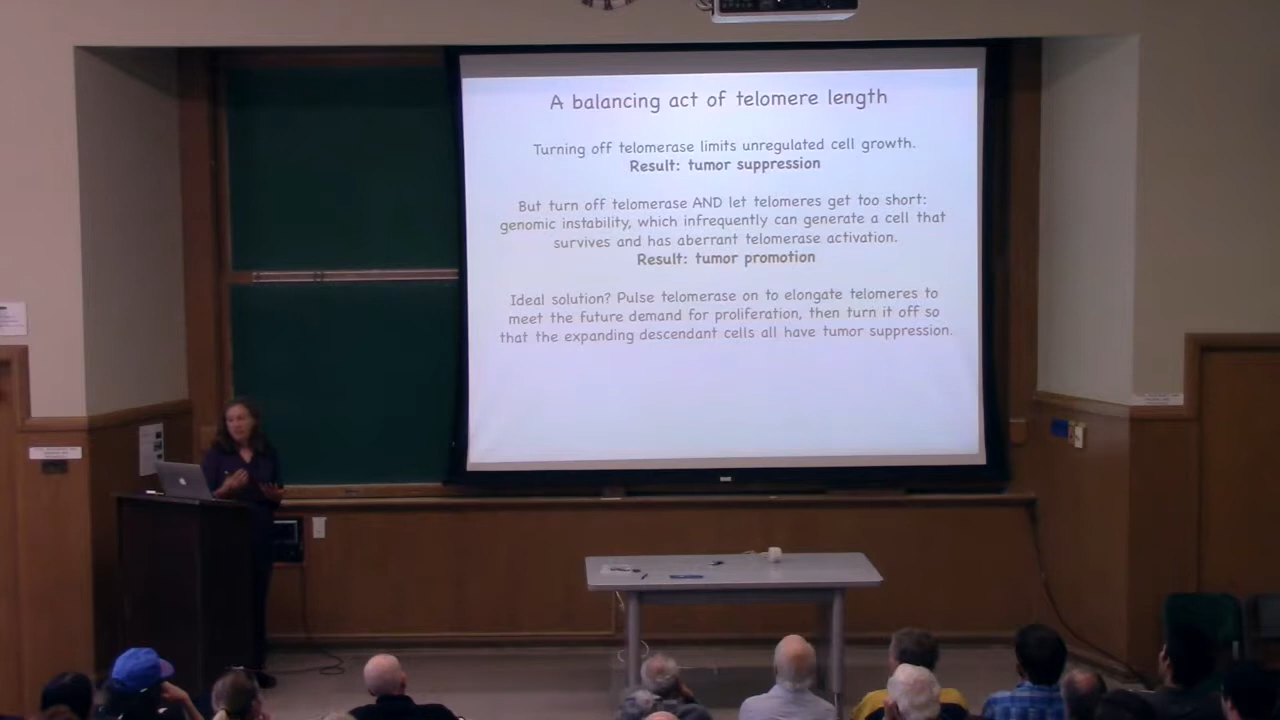 A balancing act of telomere length
Turning off telomerase limits unregulated cell growth.
Result: tumor suppression
But turn off telomerase AND let telomeres get too short:
genomic instability, which infrequently can generate a cell that
survives and has aberrant telomerase activation.
Result: tumor promotion
Ideal solution? Pulse telomerase on to elongate telomeres to
meet the future demand for proliferation, then turn it off so
that the expanding descendant cells all have tumor suppression.